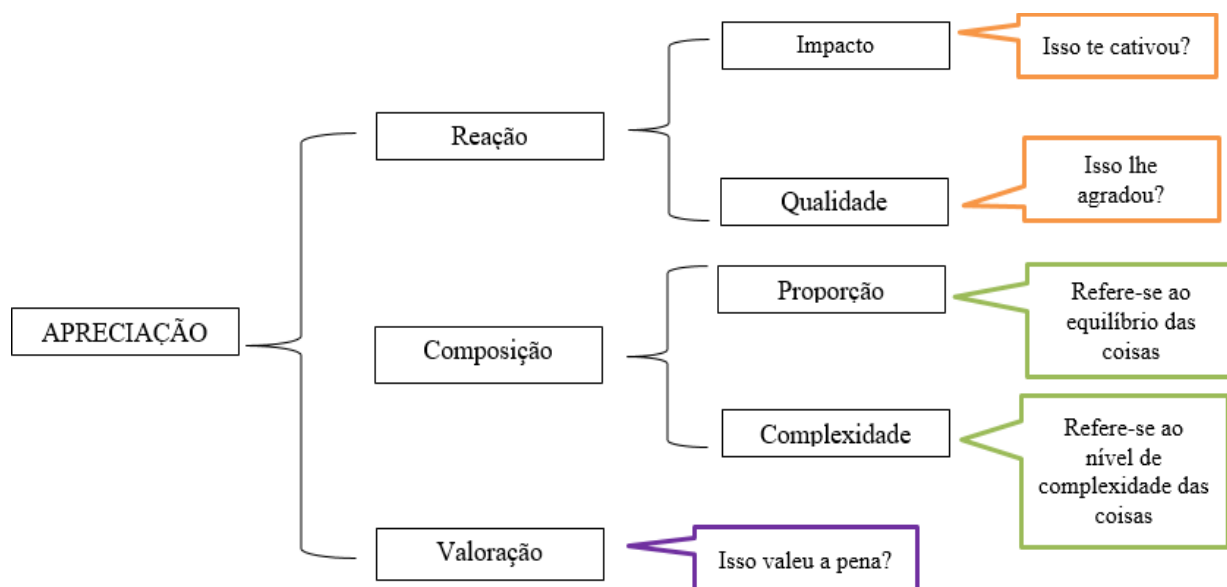 Impacto
Isso te cativou?
Reação
Qualidade
Isso lhe
agradou?
APRECIAÇÃO
Composição
Proporção
Refere-se ao
equilíbrio das
coisas
Complexidade
Refere-se ao
nível de
complexidade das
coisas
Valoração
Isso valeu a pena?